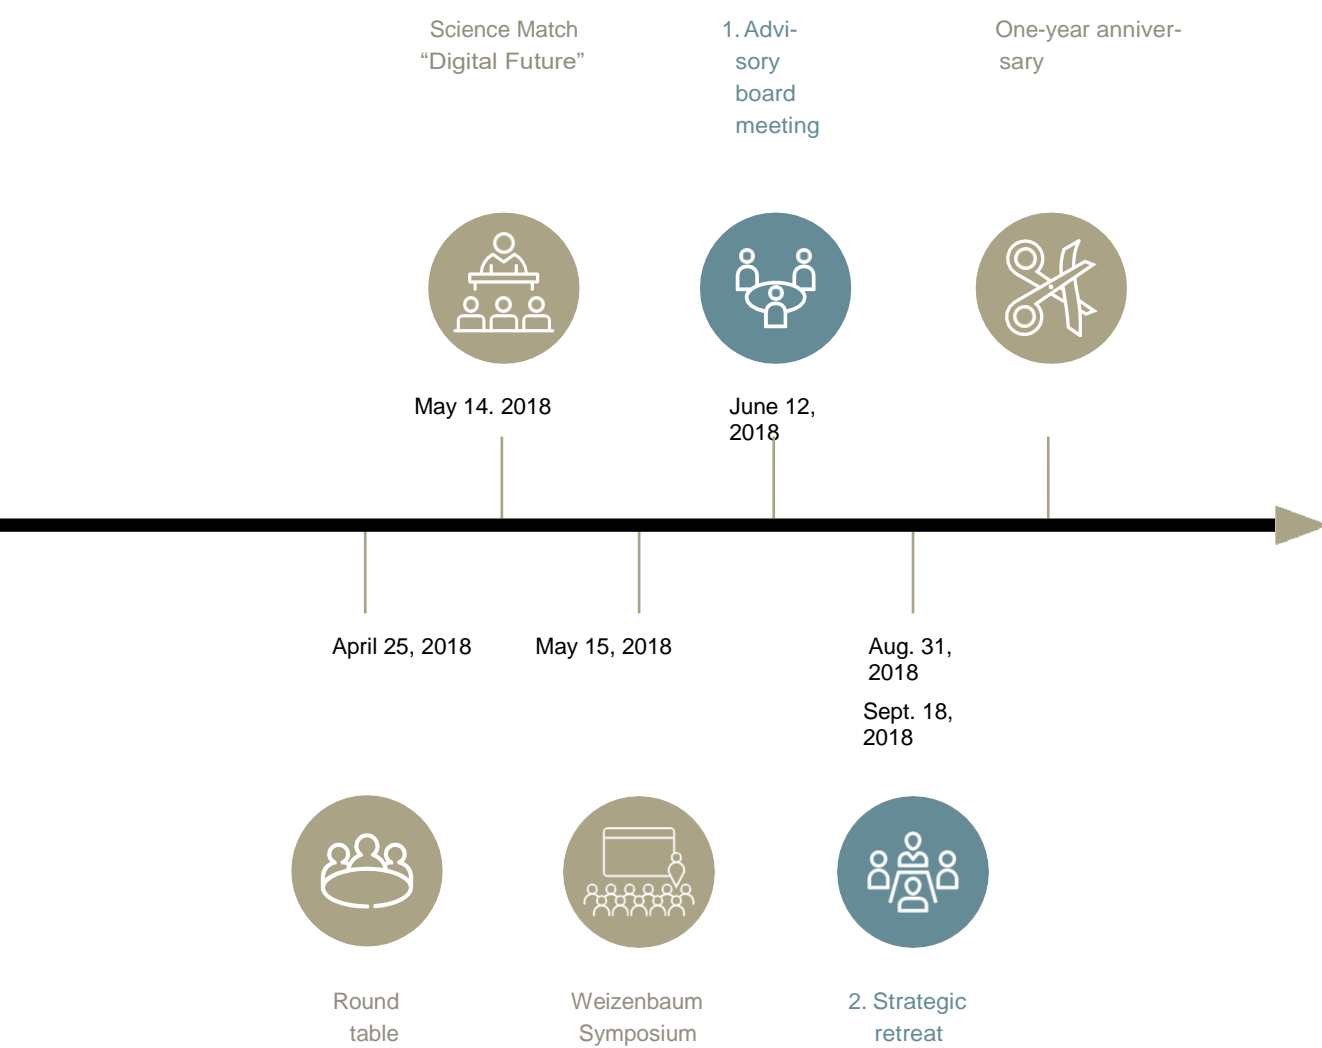 Science Match
“Digital Future”
1. Advi-
sory
board
meeting
One-year anniver-
sary
May 14. 2018
June 12,
2018
April 25, 2018
May 15, 2018
Aug. 31,
2018
Sept. 18,
2018
Round
table
Weizenbaum
Symposium
2. Strategic
retreat